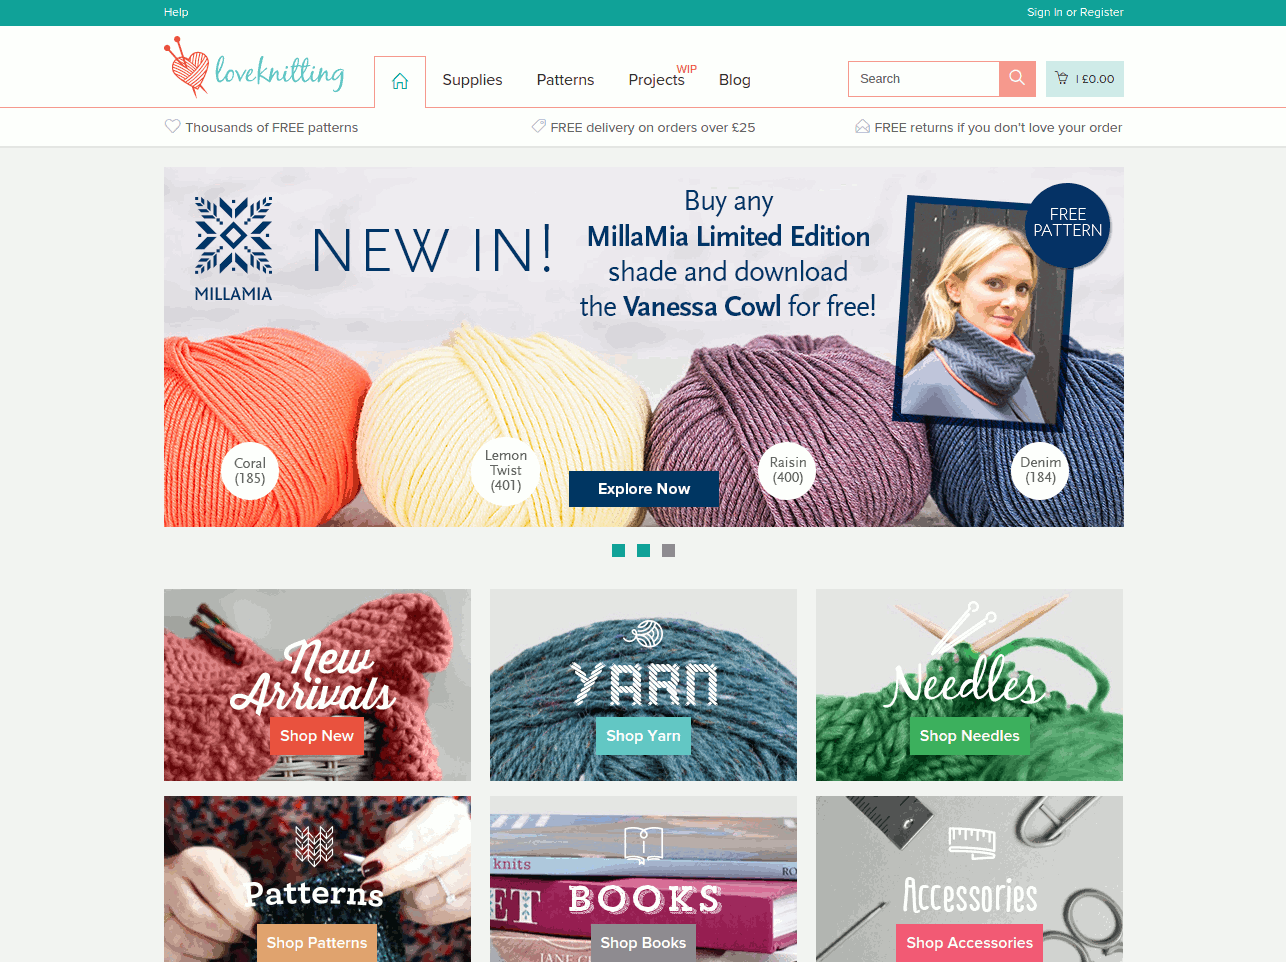 Help
Sign In or Register
loveknitting
Supplies
Patterns
Projects
WIP
Blog
Search
| £0.00
Thousands of FREE patterns
FREE delivery on orders over £25
FREE returns if you don't love your order
MILLAMIA
NEW IN!
Buy any
MillaMia Limited Edition
shade and download
the Vanessa Cowl for free!
FREE
PATTERN
Coral
(185)
Lemon
Twist
(401)
Explore Now
Raisin
(400)
Denim
(184)
New
Arrivals
Shop New
YARN
Shop Yarn
Needles
Shop Needles
Patterns
Shop Patterns
knits
BOOKS
Shop Books
Accessories
Shop Accessories